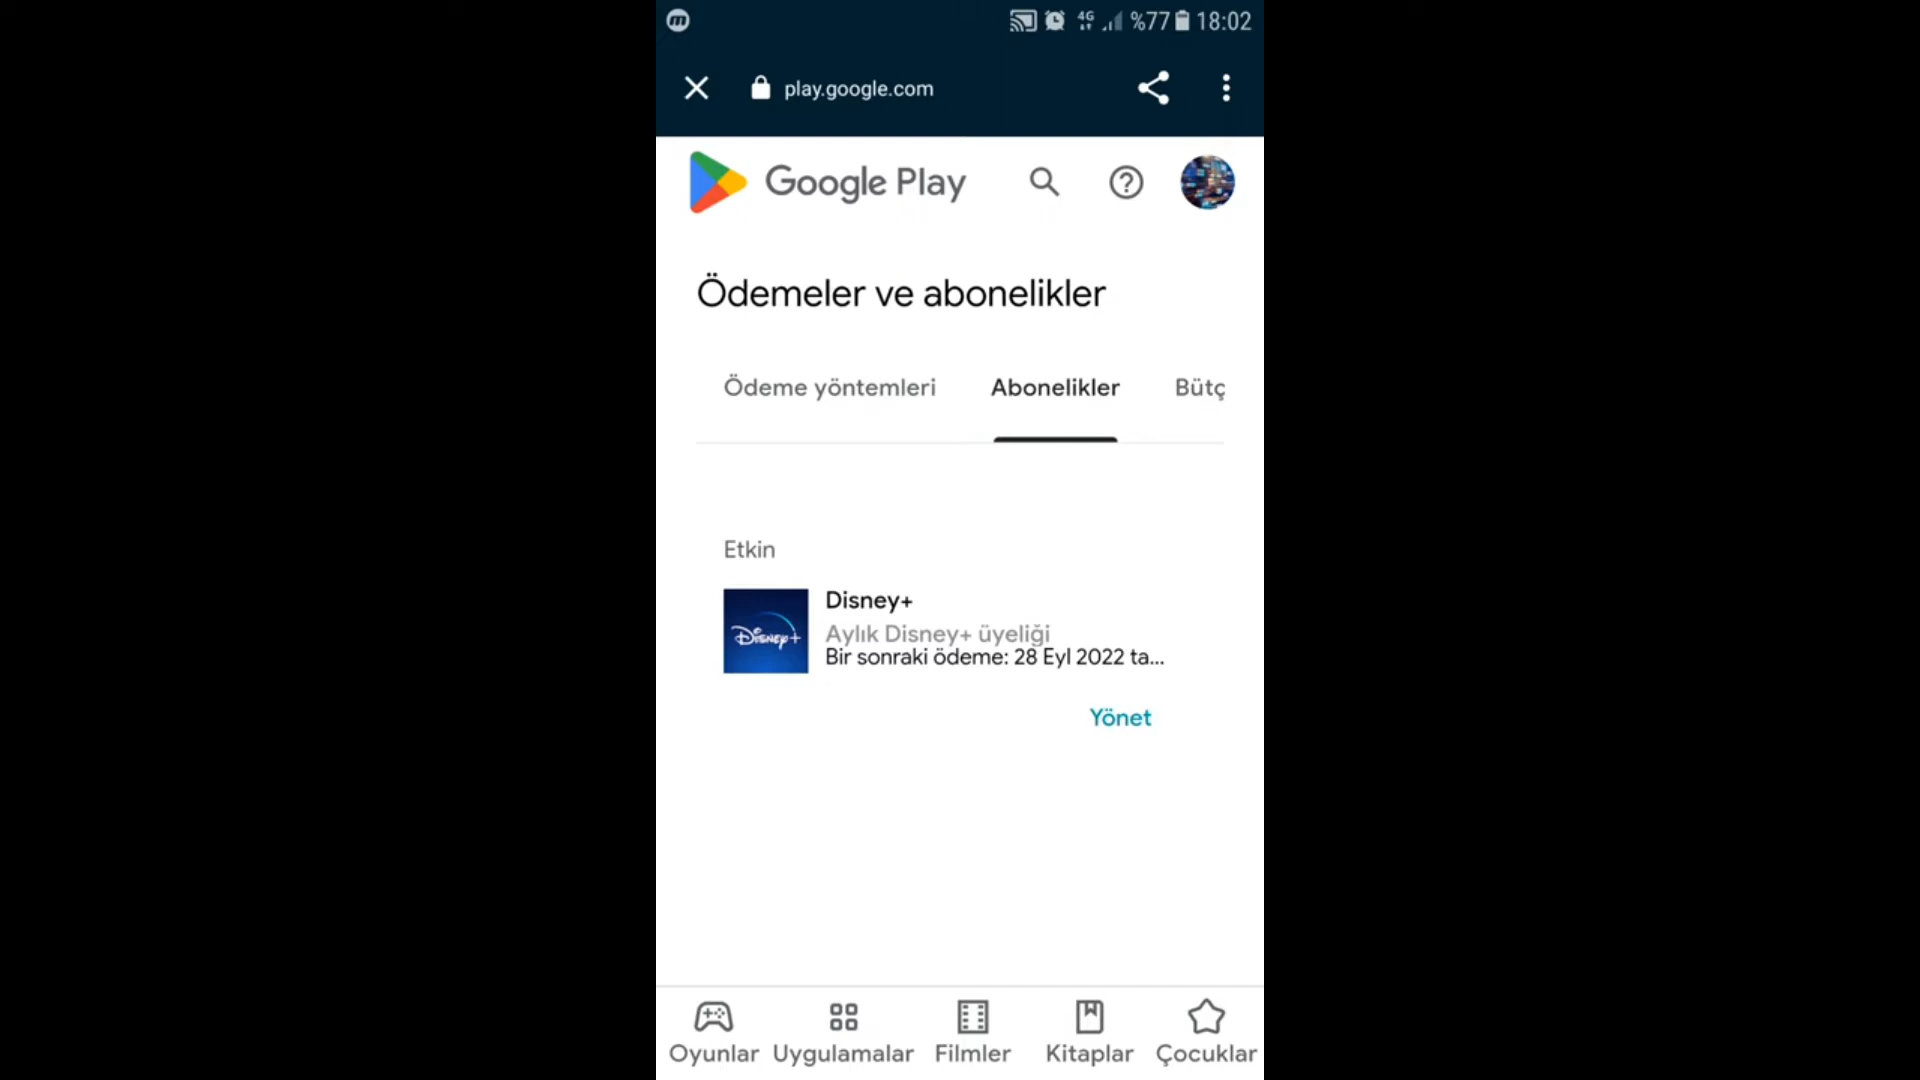 4G %77 18:02
play.google.com
Google Play
Ödemeler ve abonelikler
Ödeme yöntemleri Abonelikler Bütç
Etkin
Disney+
Disney+
Aylık Disney+ üyeliği
Bir sonraki ödeme: 28 Eyl 2022 ta...
Yönet
Oyunlar Uygulamalar Filmler Kitaplar Çocuklar